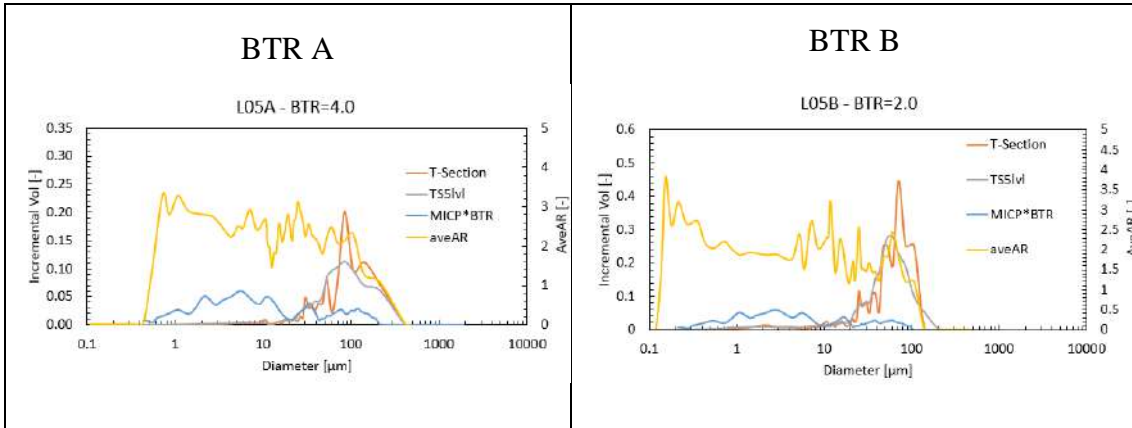 BTR A
L05A - BTR=4.0
0.35
0.30
0.25
0.20
0.15
0.10
0.05
0.00
Incremental Vol [-]
5
4
3
2
1
0
AveAR [-]
T-Section
TS5lvl
MICP*BTR
aveAR
0.1
1
10
100
1000
10000
Diameter [µm]
BTR B
L05B - BTR=2.0
0.6
0.5
0.4
0.3
0.2
0.1
0
Incremental Vol [-]
5
4.5
4
3.5
3
2.5
2
1.5
1
0.5
0
AveAR [-]
T-Section
TS5lvl
MICP*BTR
aveAR
0.1
1
10
100
1000
10000
Diameter [µm]